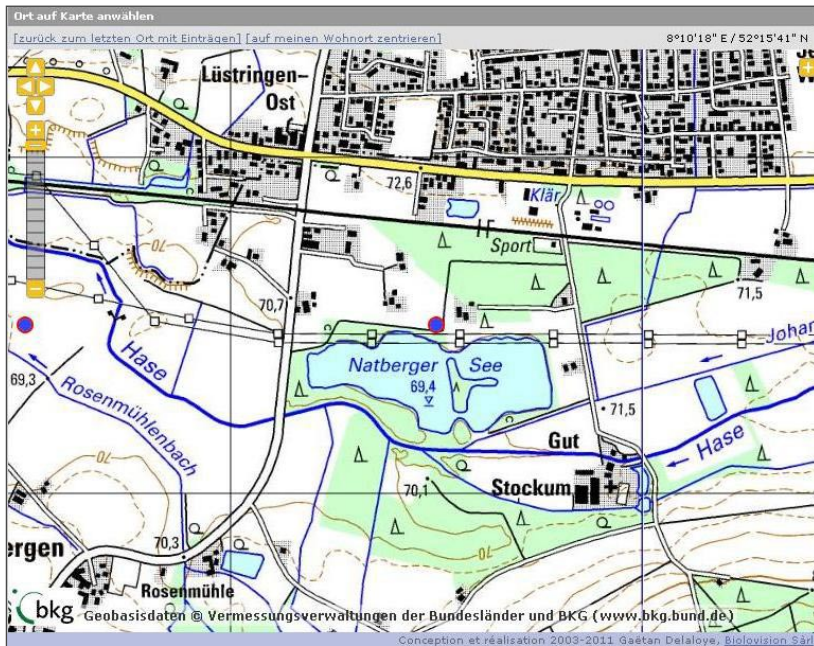 Ort auf Karte anwählen
[zurück zum letzten Ort mit Einträgen] [auf meinen Wohnort zentrieren]
8°10'18" E / 52°15'41" N
Lüstringen-
Ost
72,6
Klär
Sport
70
70,7
71,5
Johan
Hase
Natberger See
69,4
69,3
Rosenmühlenbach
71,5
Gut
Hase
Stockum
70
70,1
70
ergen
70,3
Rosenmühle
bkg
Geobasisdaten © Vermessungsverwaltungen der Bundesländer und BKG (www.bkg.bund.de)
Conception et réalisation 2003-2011 Gaëtan Delaloye, Biolovision Sàrl